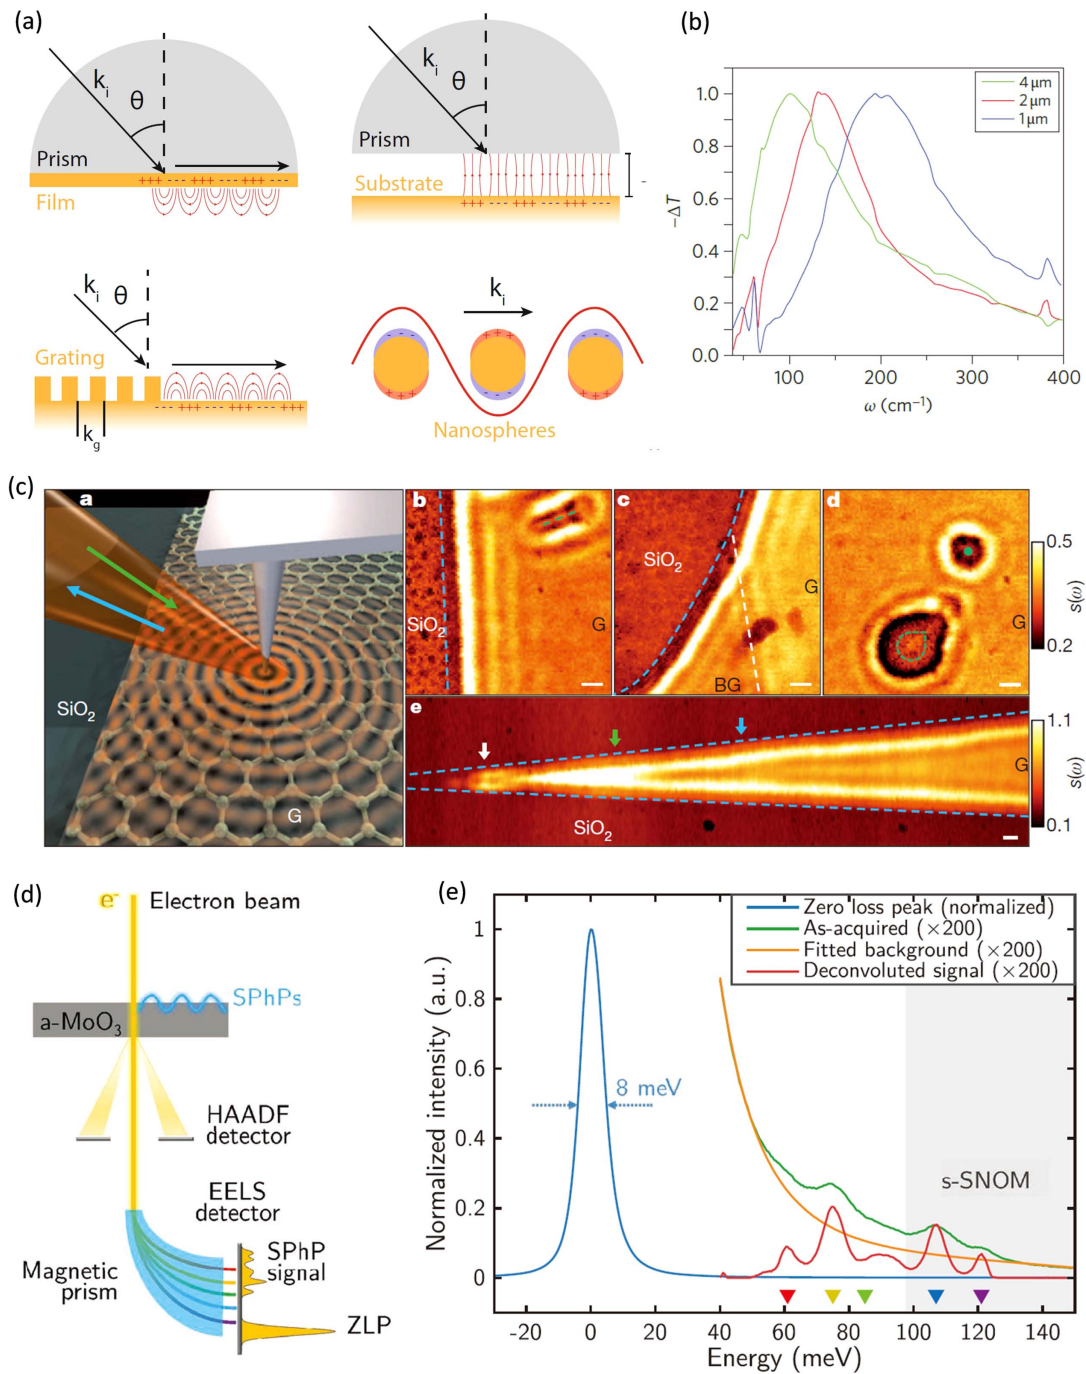 (a)
k_i
θ
Prism
+++ --- +++ --- +++ ---
Film
k_i
θ
Prism
Substrate
+++ --- +++ ---
k_i
θ
Grating
k_g
--- +++ --- +++
k_i
Nanospheres
(b)
4 μm
2 μm
1 μm
1.0
0.8
0.6
0.4
0.2
0.0
−ΔT
100
200
300
400
ω (cm⁻¹)
(c)
a
SiO₂
G
b
SiO₂
G
c
SiO₂
G
BG
d
G
0.5
0.2
s(ω)
e
SiO₂
G
1.1
0.1
s(ω)
(d)
e⁻ Electron beam
SPhPs
a-MoO₃
HAADF
detector
EELS
detector
Magnetic
prism
SPhP
signal
ZLP
(e)
Zero loss peak (normalized)
As-acquired (×200)
Fitted background (×200)
Deconvoluted signal (×200)
8 meV
s-SNOM
1
0.8
0.6
0.4
0.2
0
Normalized intensity (a.u.)
-20
0
20
40
60
80
100
120
140
Energy (meV)